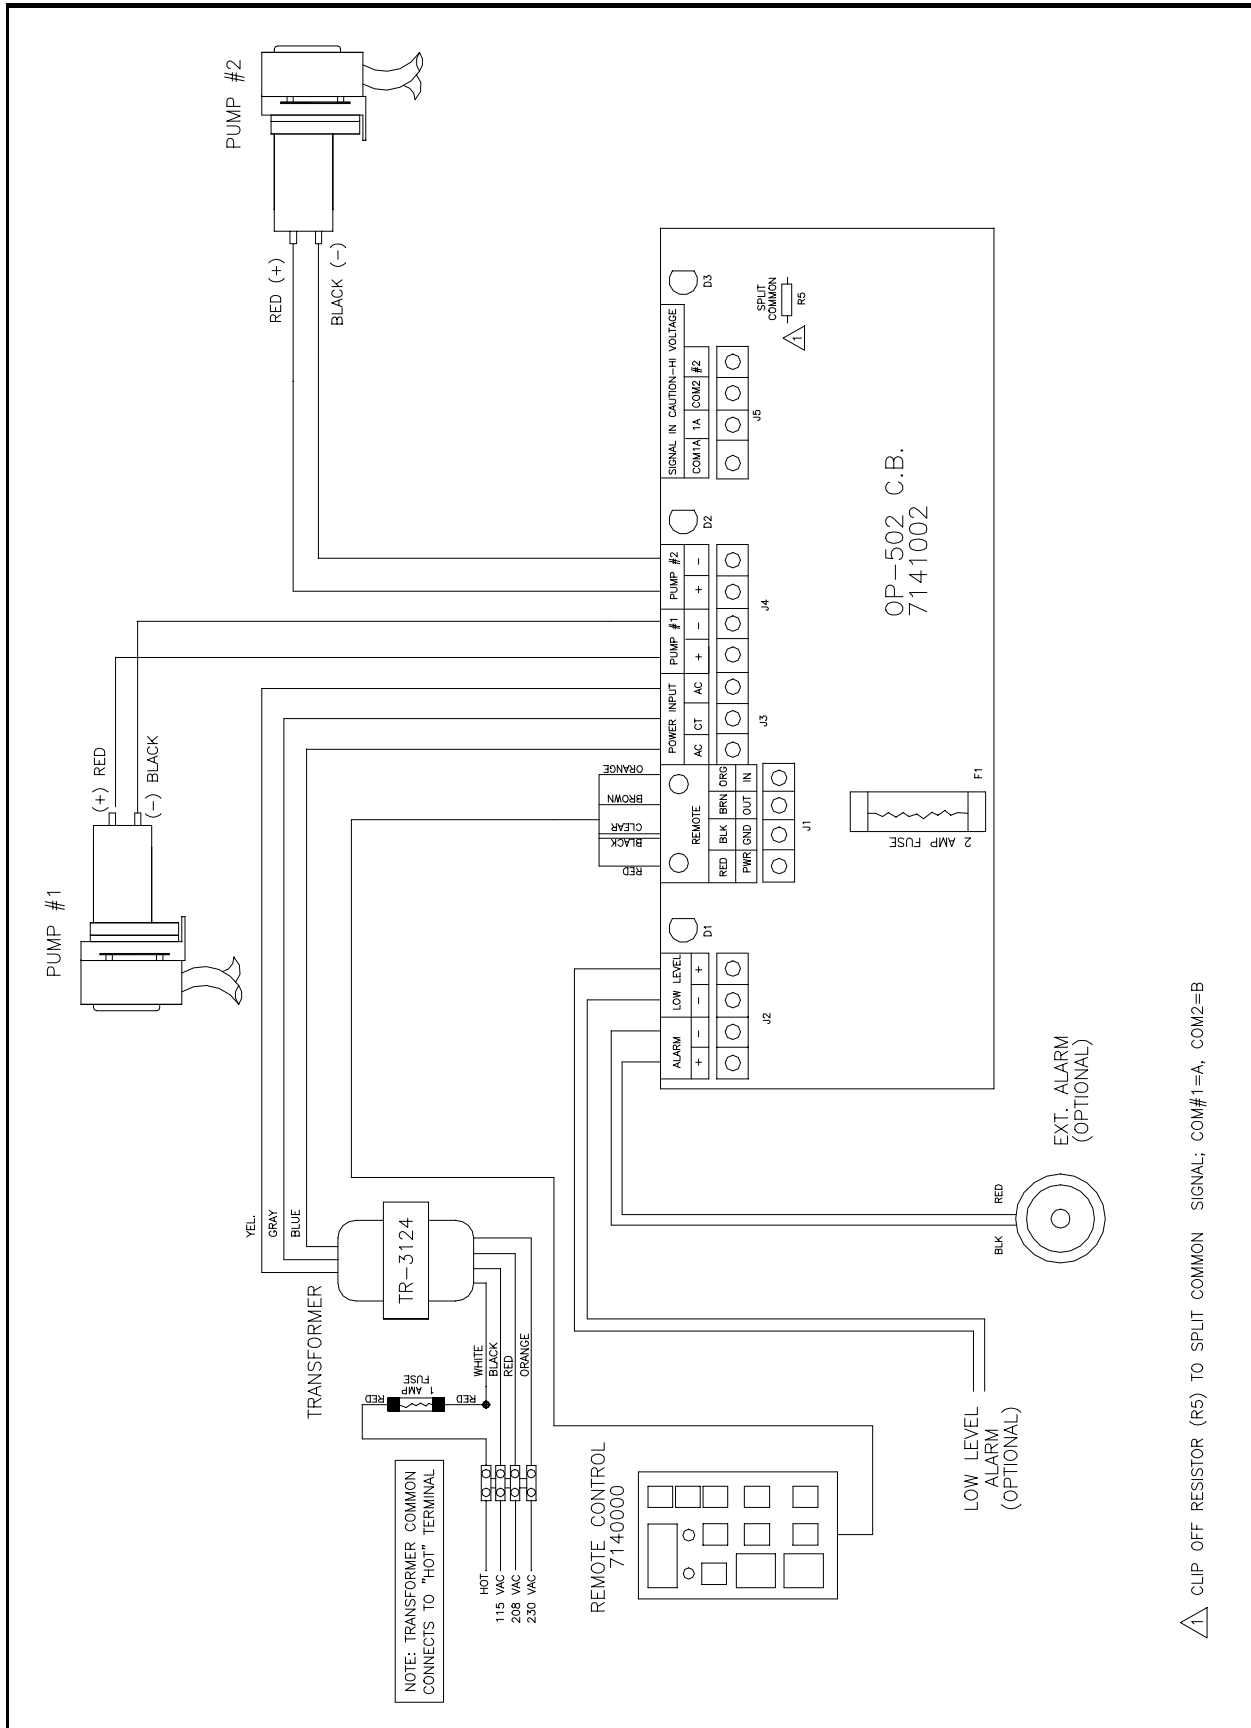 PUMP #2
RED (+)
BLACK (-)
PUMP #1
(+) RED
(-) BLACK
YEL.
GRAY
BLUE
TRANSFORMER
TR-3124
RED
1 AMP
FUSE
RED
WHITE
BLACK
RED
ORANGE
NOTE: TRANSFORMER COMMON
CONNECTS TO "HOT" TERMINAL
HOT
115 VAC
208 VAC
230 VAC
REMOTE CONTROL
7140000
RED
BLACK
CLEAR
BROWN
ORANGE
ALARM
+ -
LOW LEVEL
- +
J2
D1
REMOTE
RED BLK BRN ORG
PWR GND OUT IN
J1
POWER INPUT
AC CT AC
J3
PUMP #1
+ -
PUMP #2
+ -
J4
D2
SIGNAL IN CAUTION-HI VOLTAGE
COM1A 1A COM2 #2
J5
D3
SPLIT
COMMON
R5
1
2 AMP FUSE
F1
OP-502 C.B.
7141002
LOW LEVEL
ALARM
(OPTIONAL)
BLK
RED
EXT. ALARM
(OPTIONAL)
1 CLIP OFF RESISTOR (R5) TO SPLIT COMMON SIGNAL; COM#1=A, COM2=B